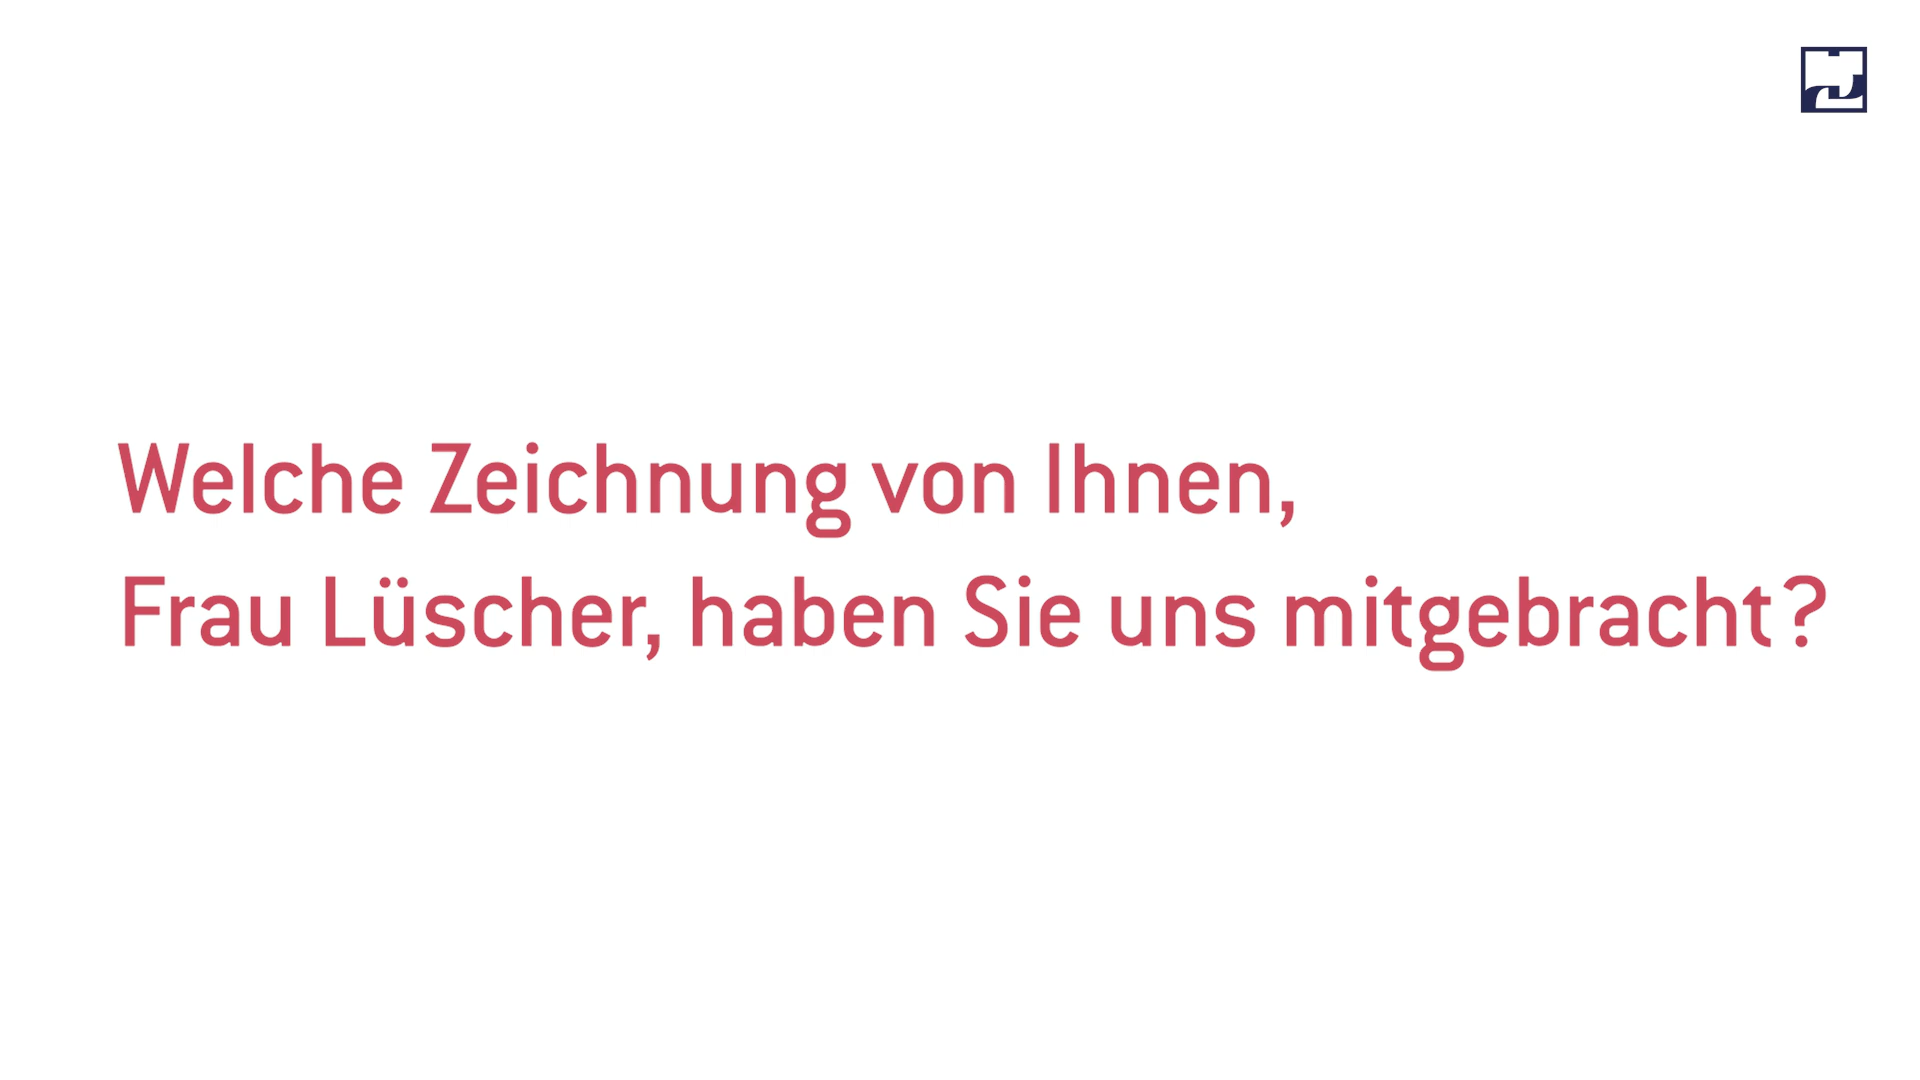 Welche Zeichnung von Ihnen,
Frau Lüscher, haben Sie uns mitgebracht?